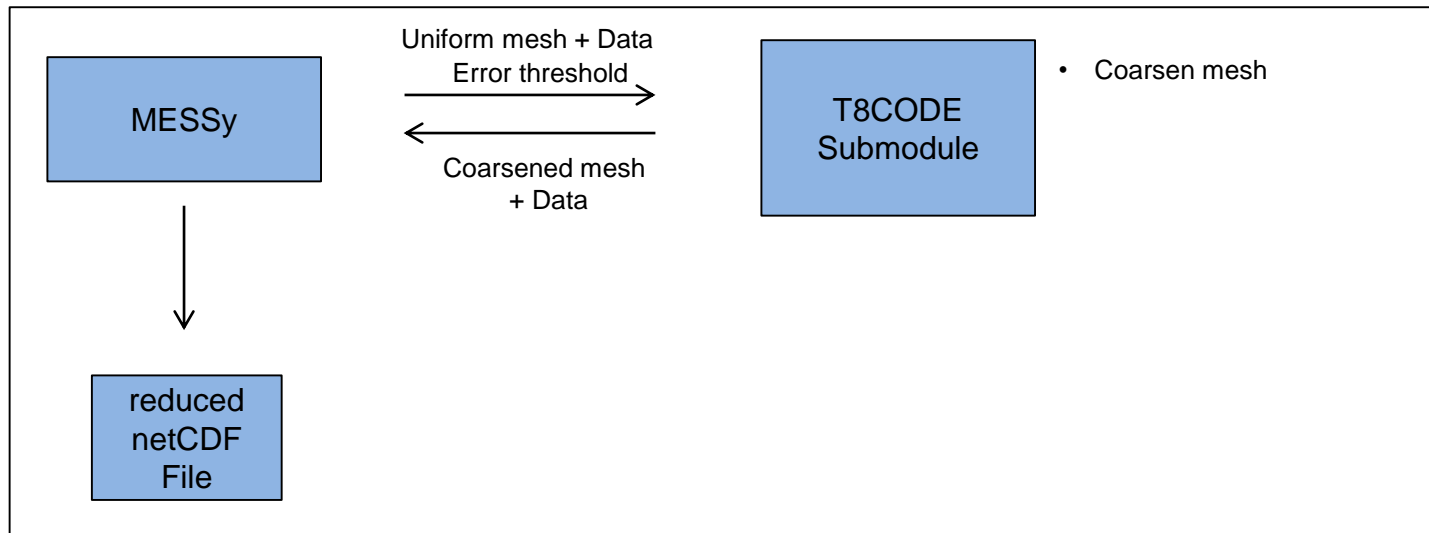 MESSy
Uniform mesh + Data
Error threshold
Coarsened mesh
+ Data
T8CODE
Submodule
• Coarsen mesh
reduced
netCDF
File